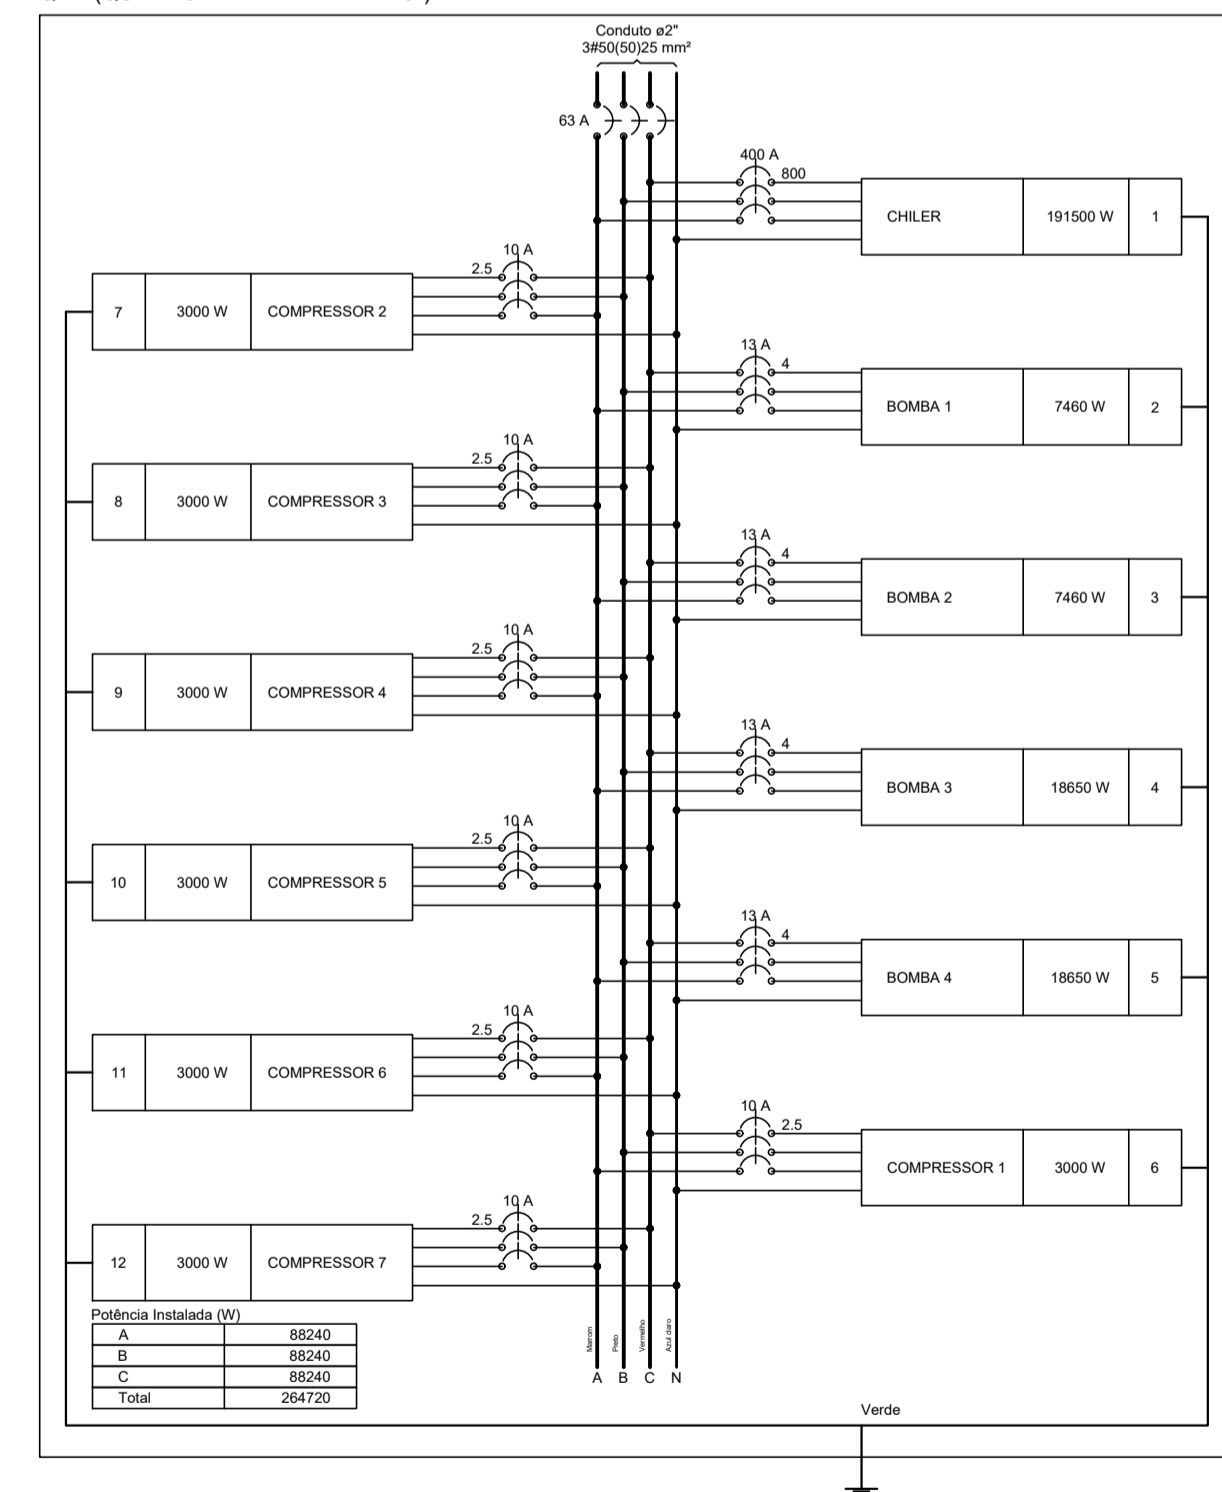 Conduto ø2"
3#50(50)25 mm²
63 A
400 A
800
CHILER 191500 W 1
10 A
2.5
7 3000 W COMPRESSOR 2
13 A
4
BOMBA 1 7460 W 2
10 A
2.5
8 3000 W COMPRESSOR 3
13 A
4
BOMBA 2 7460 W 3
10 A
2.5
9 3000 W COMPRESSOR 4
13 A
4
BOMBA 3 18650 W 4
10 A
2.5
10 3000 W COMPRESSOR 5
13 A
4
BOMBA 4 18650 W 5
10 A
2.5
11 3000 W COMPRESSOR 6
10 A
2.5
COMPRESSOR 1 3000 W 6
10 A
2.5
12 3000 W COMPRESSOR 7
Potência Instalada (W)
A 88240
B 88240
C 88240
Total 264720
Marrom
Preto
Vermelho
Azul claro
A B C N
Verde